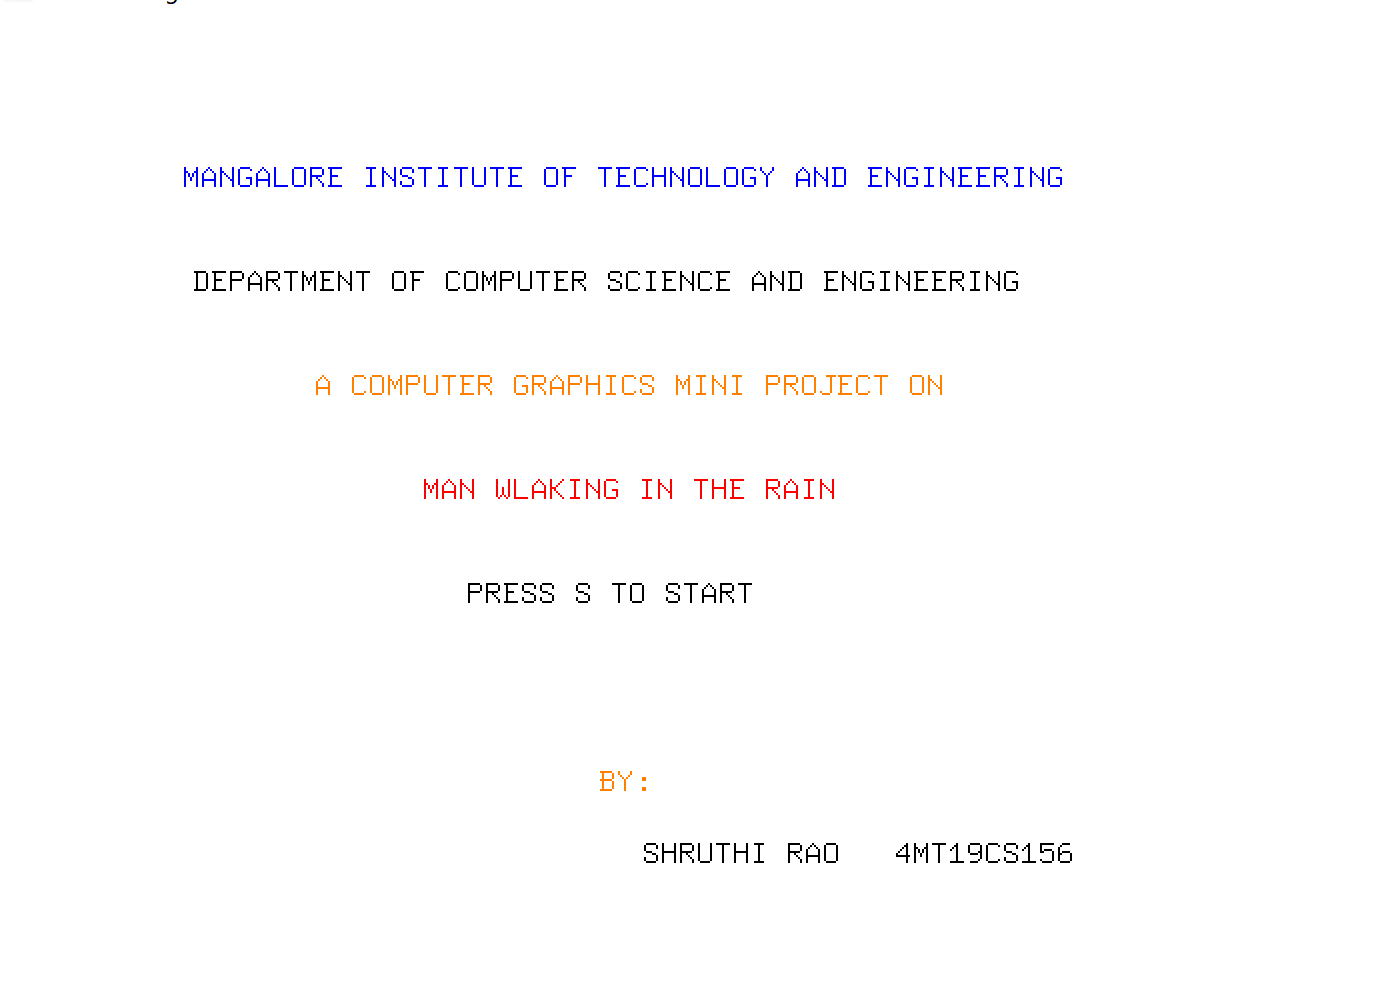 MANGALORE INSTITUTE OF TECHNOLOGY AND ENGINEERING
DEPARTMENT OF COMPUTER SCIENCE AND ENGINEERING
A COMPUTER GRAPHICS MINI PROJECT ON
MAN WLAKING IN THE RAIN
PRESS S TO START
BY:
SHRUTHI RAO 4MT19CS156